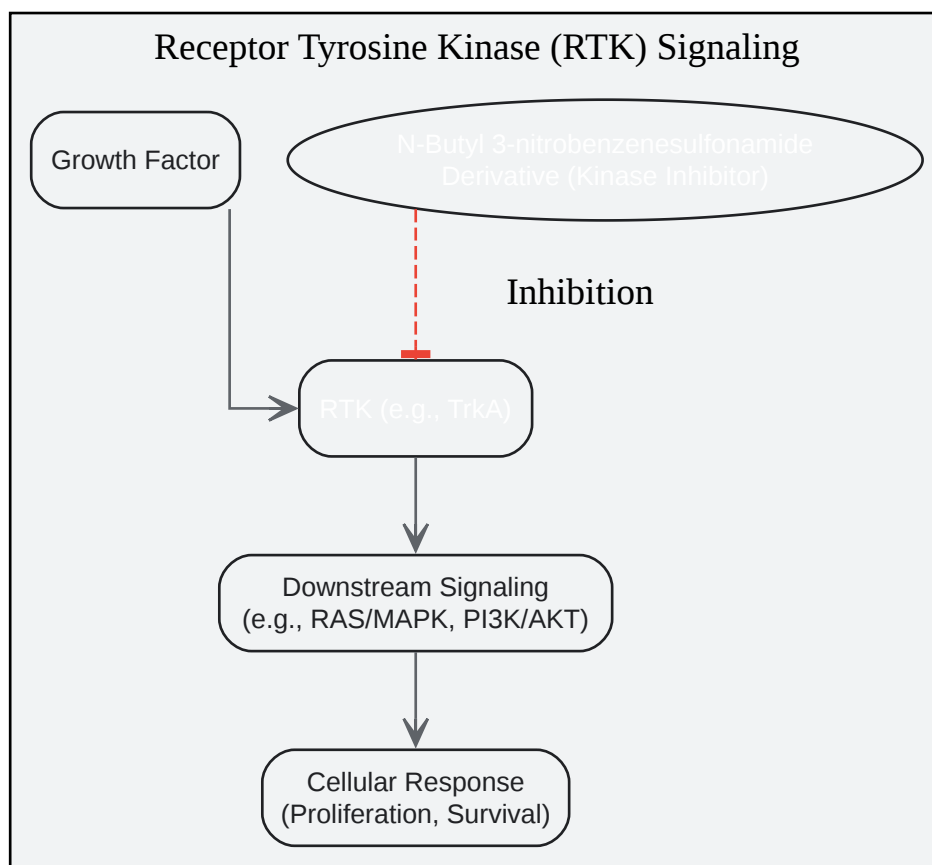 Receptor Tyrosine Kinase (RTK) Signaling
Growth Factor
N-Butyl 3-nitrobenzenesulfonamide
Derivative (Kinase Inhibitor)
Inhibition
RTK (e.g., TrkA)
Downstream Signaling
(e.g., RAS/MAPK, PI3K/AKT)
Cellular Response
(Proliferation, Survival)